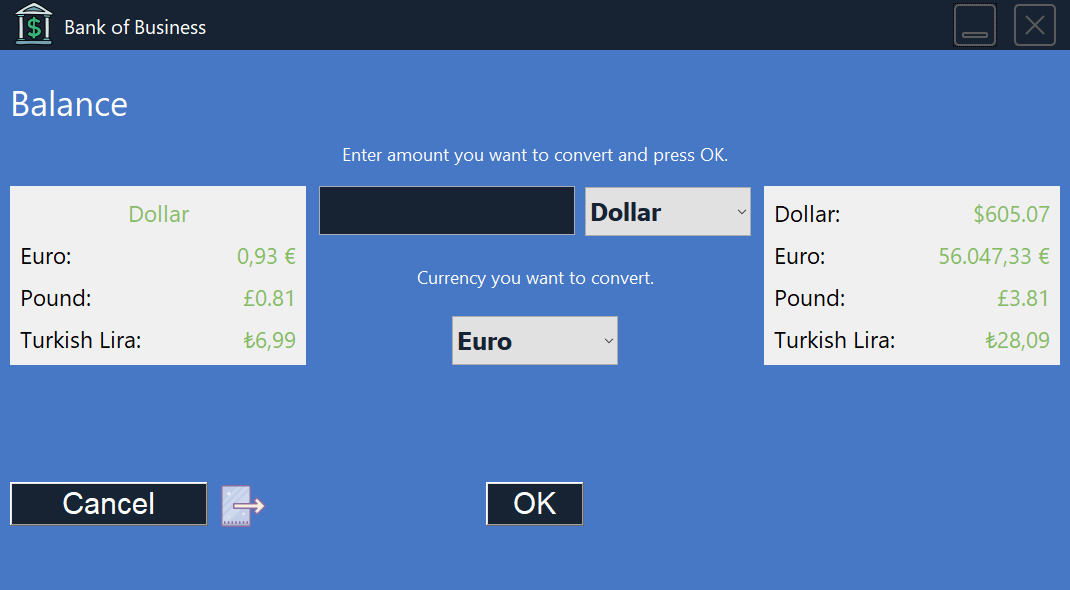 Bank of Business
Balance
Enter amount you want to convert and press OK.
Dollar
Euro: 0,93 €
Pound: £0.81
Turkish Lira: ₺6,99
Dollar
Currency you want to convert.
Euro
Dollar: $605.07
Euro: 56.047,33 €
Pound: £3.81
Turkish Lira: ₺28,09
Cancel
OK